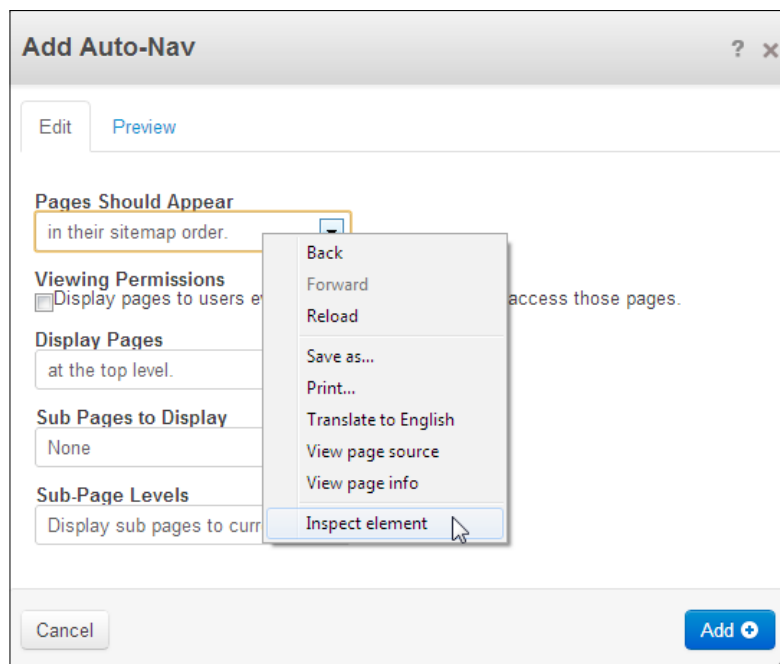 Add Auto-Nav ? ×
Edit Preview
Pages Should Appear
in their sitemap order.
Back
Viewing Permissions
Forward
Display pages to users e access those pages.
Reload
Display Pages
at the top level.
Save as...
Print...
Sub Pages to Display
Translate to English
None
View page source
View page info
Sub-Page Levels
Display sub pages to curr
Inspect element
Cancel Add